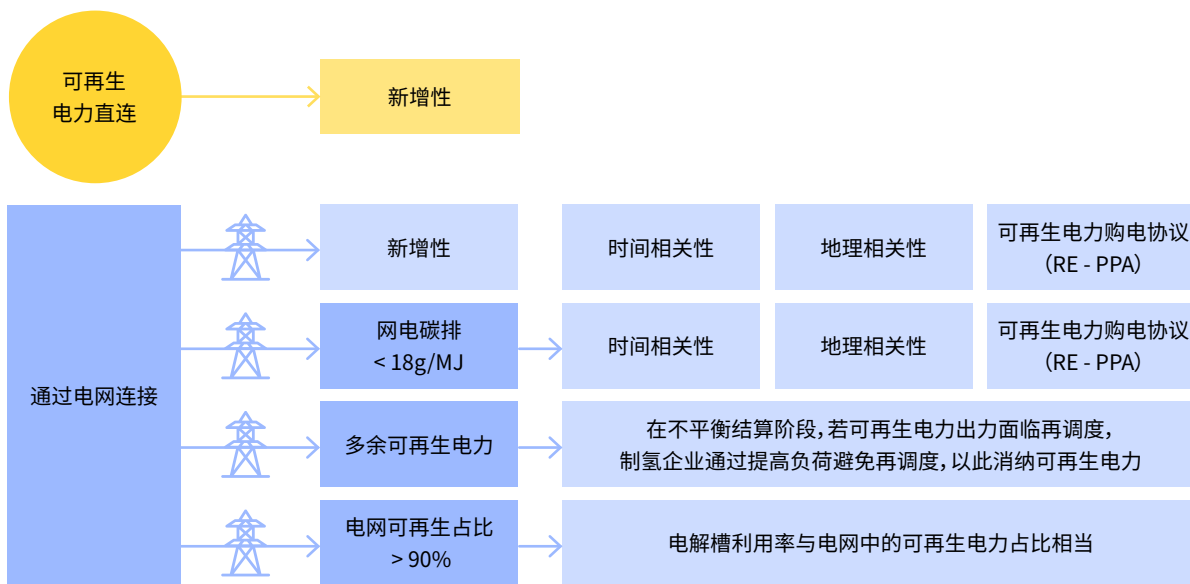 可再生
电力直连
新增性
通过电网连接
新增性
时间相关性
地理相关性
可再生电力购电协议
（RE - PPA）
网电碳排
< 18g/MJ
时间相关性
地理相关性
可再生电力购电协议
（RE - PPA）
多余可再生电力
在不平衡结算阶段，若可再生电力出力面临再调度，
制氢企业通过提高负荷避免再调度，以此消纳可再生电力
电网可再生占比
> 90%
电解槽利用率与电网中的可再生电力占比相当